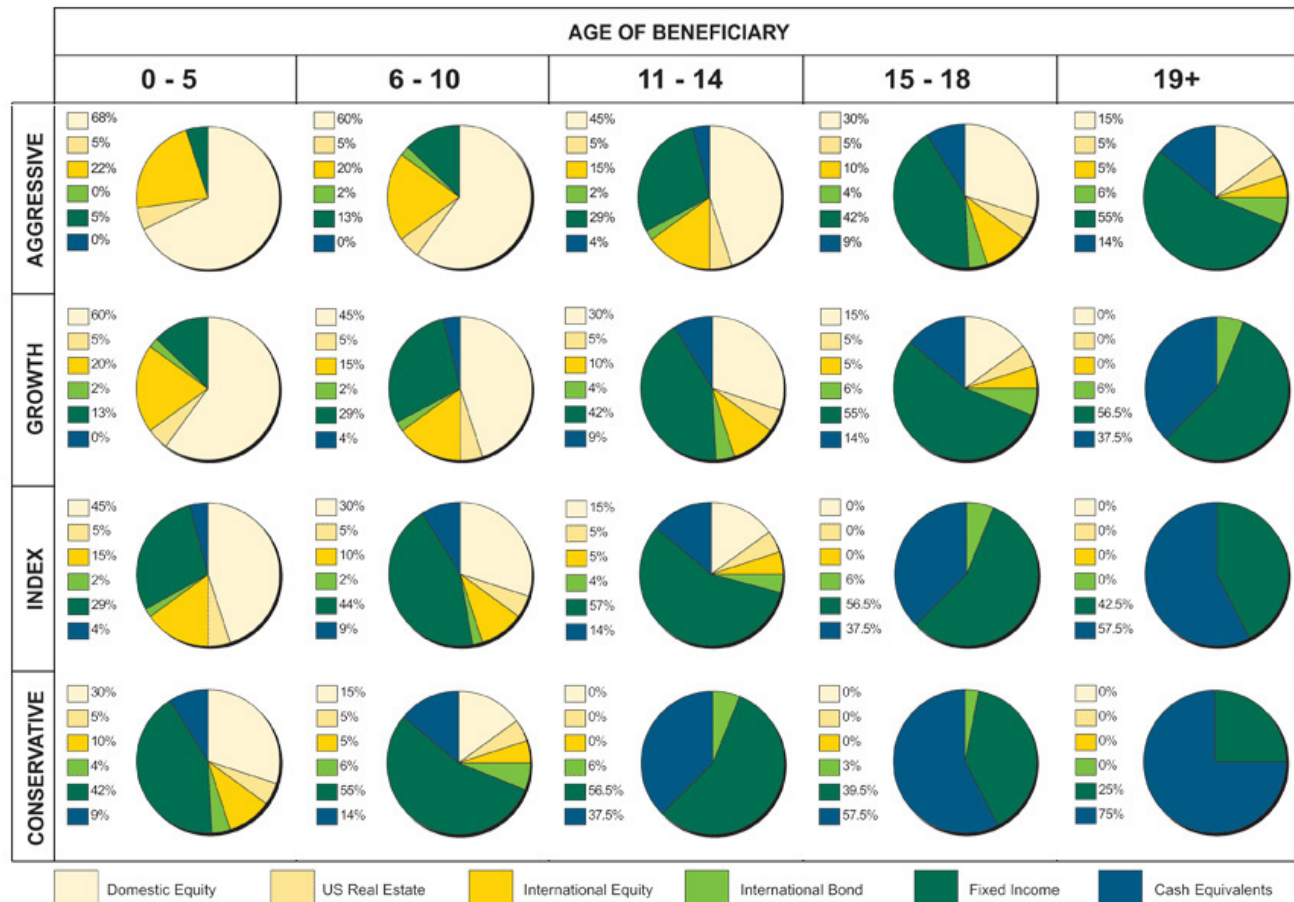 AGE OF BENEFICIARY
0 - 5 6 - 10 11 - 14 15 - 18 19+
AGGRESSIVE
68% 60% 45% 30% 15%
5% 5% 5% 5% 5%
22% 20% 15% 10% 5%
0% 2% 2% 4% 6%
5% 13% 29% 42% 55%
0% 0% 4% 9% 14%
GROWTH
60% 45% 30% 15% 0%
5% 5% 5% 5% 0%
20% 15% 10% 5% 0%
2% 2% 4% 6% 6%
13% 29% 42% 55% 56.5%
0% 4% 9% 14% 37.5%
INDEX
45% 30% 15% 0% 0%
5% 5% 5% 0% 0%
15% 10% 5% 0% 0%
2% 2% 4% 6% 0%
29% 44% 57% 56.5% 42.5%
4% 9% 14% 37.5% 57.5%
CONSERVATIVE
30% 15% 0% 0% 0%
5% 5% 0% 0% 0%
10% 5% 0% 0% 0%
4% 6% 6% 3% 0%
42% 55% 56.5% 39.5% 25%
9% 14% 37.5% 57.5% 75%
Domestic Equity US Real Estate International Equity International Bond Fixed Income Cash Equivalents